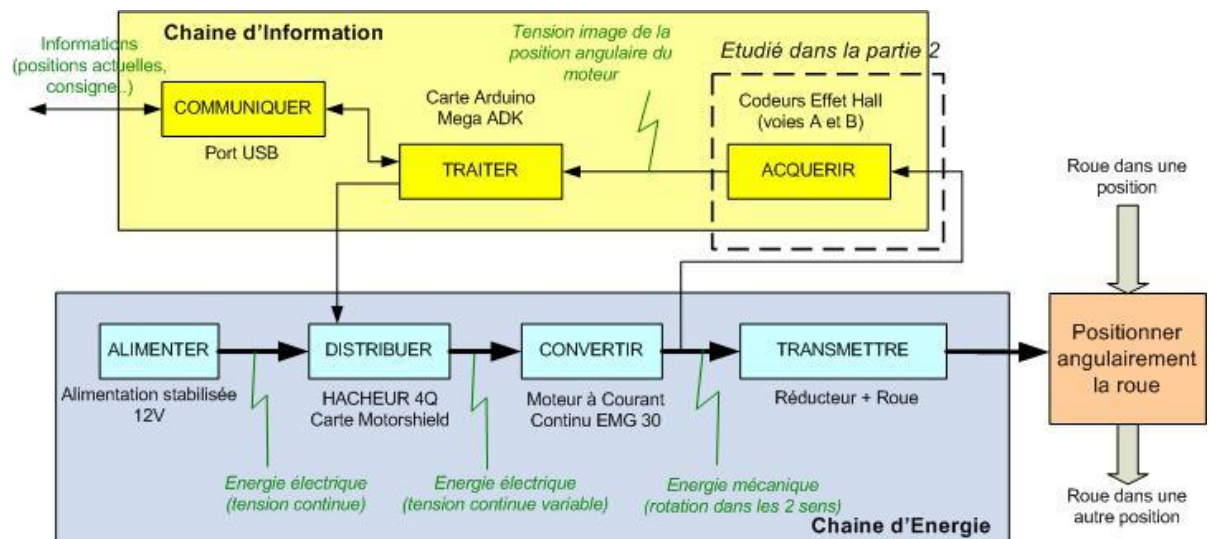 Chaine d'Information
Informations
(positions actuelles,
consigne..)
COMMUNIQUER
Port USB
Carte Arduino
Mega ADK
TRAITER
Tension image de la
position angulaire du
moteur
Etudié dans la partie 2
Codeurs Effet Hall
(voies A et B)
ACQUERIR
Roue dans une
position
ALIMENTER
Alimentation stabilisée
12V
DISTRIBUER
HACHEUR 4Q
Carte Motorshield
CONVERTIR
Moteur à Courant
Continu EMG 30
TRANSMETTRE
Réducteur + Roue
Positionner
angulairement
la roue
Energie électrique
(tension continue)
Energie électrique
(tension continue variable)
Energie mécanique
(rotation dans les 2 sens)
Chaine d'Energie
Roue dans une
autre position